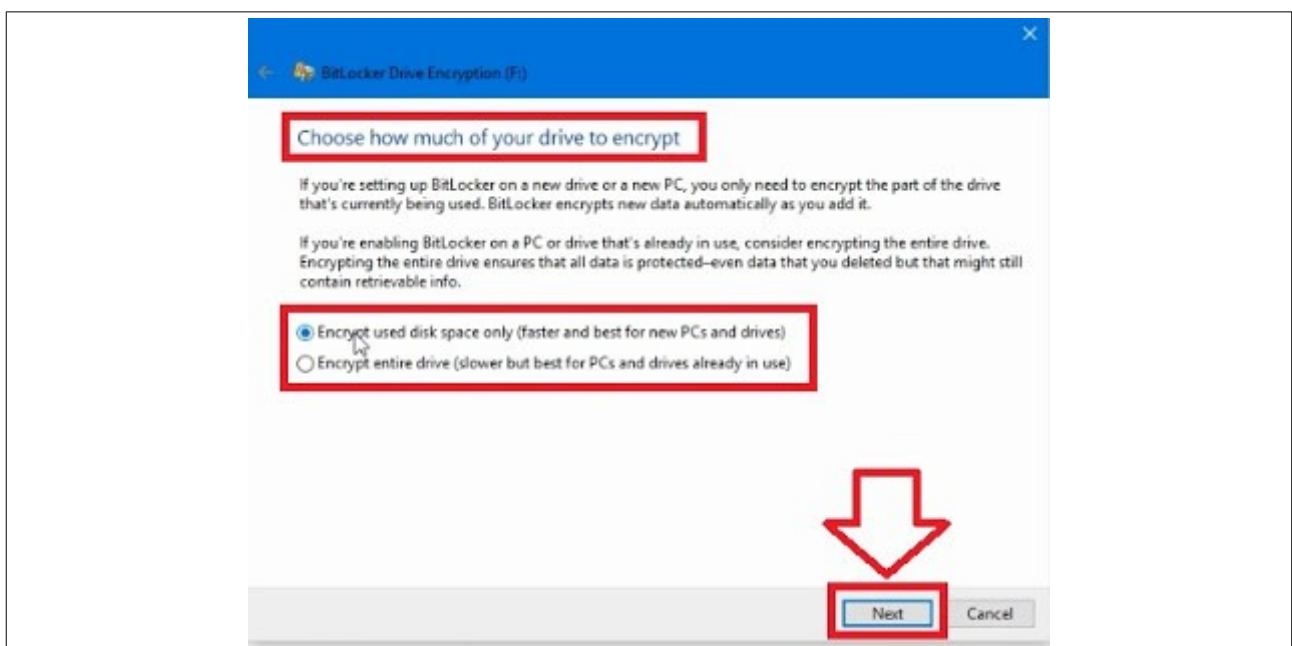 BitLocker Drive Encryption (F:)
Choose how much of your drive to encrypt
If you're setting up BitLocker on a new drive or a new PC, you only need to encrypt the part of the drive
that's currently being used. BitLocker encrypts new data automatically as you add it.
If you're enabling BitLocker on a PC or drive that's already in use, consider encrypting the entire drive.
Encrypting the entire drive ensures that all data is protected–even data that you deleted but that might still
contain retrievable info.
Encrypt used disk space only (faster and best for new PCs and drives)
Encrypt entire drive (slower but best for PCs and drives already in use)
Next Cancel